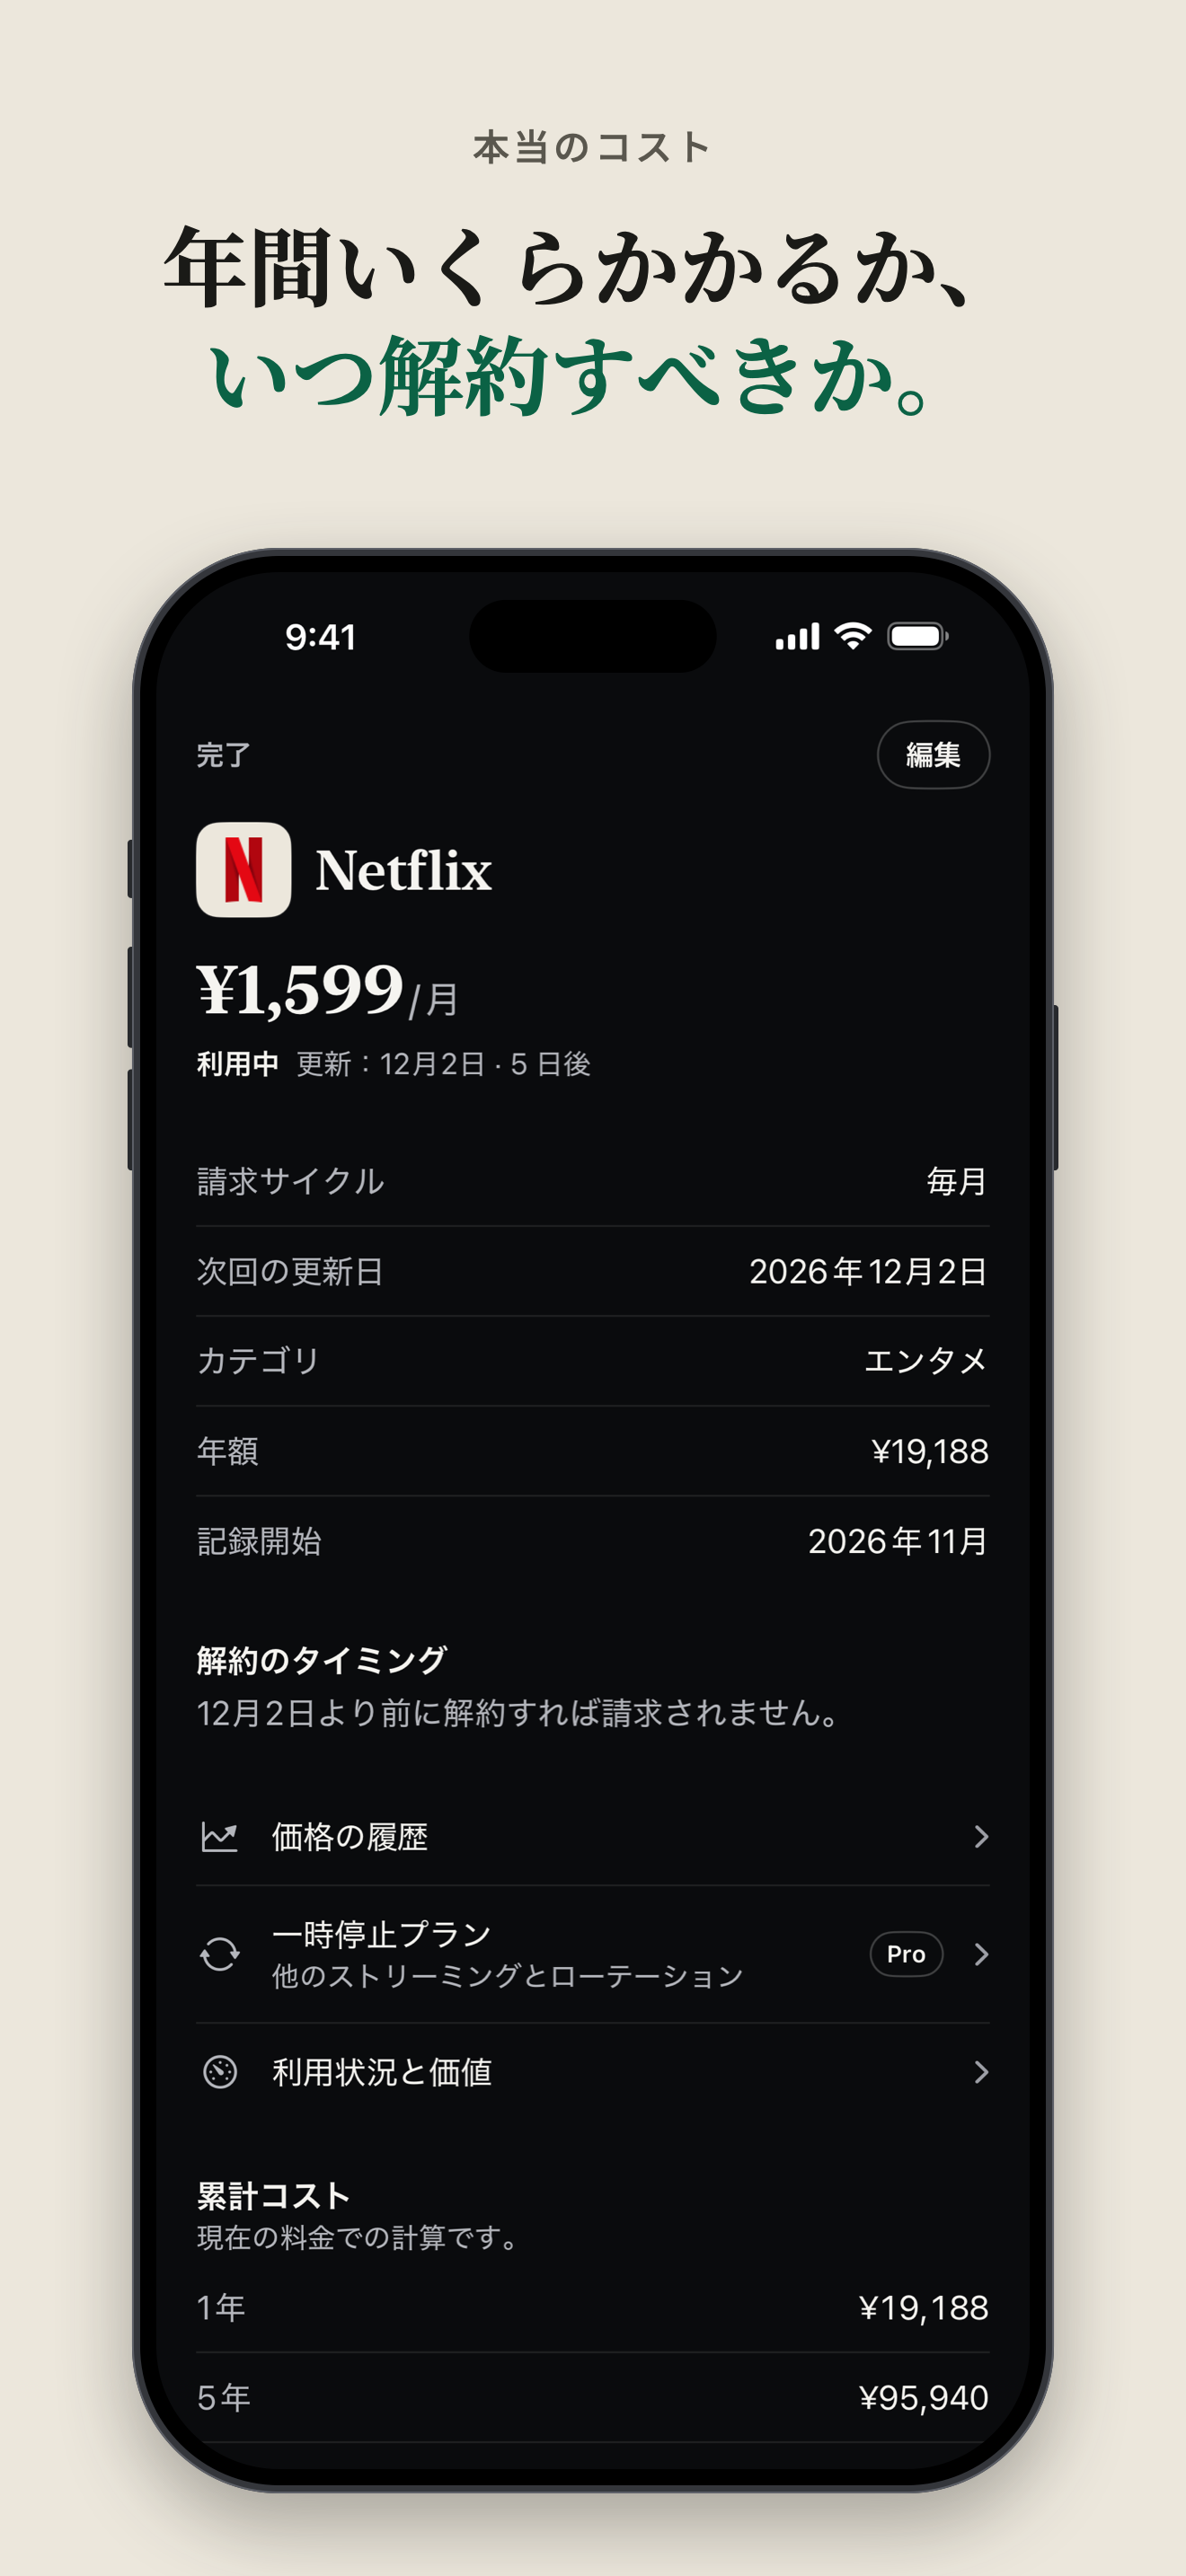 本当のコスト
年間いくらかかるか、
いつ解約すべきか。
9:41
完了
編集
Netflix
¥1,599/月
利用中 更新：12月2日 · 5 日後
請求サイクル 毎月
次回の更新日 2026年12月2日
カテゴリ エンタメ
年額 ¥19,188
記録開始 2026年11月
解約のタイミング
12月2日より前に解約すれば請求されません。
価格の履歴
一時停止プラン
他のストリーミングとローテーション
Pro
利用状況と価値
累計コスト
現在の料金での計算です。
1年 ¥19,188
5年 ¥95,940